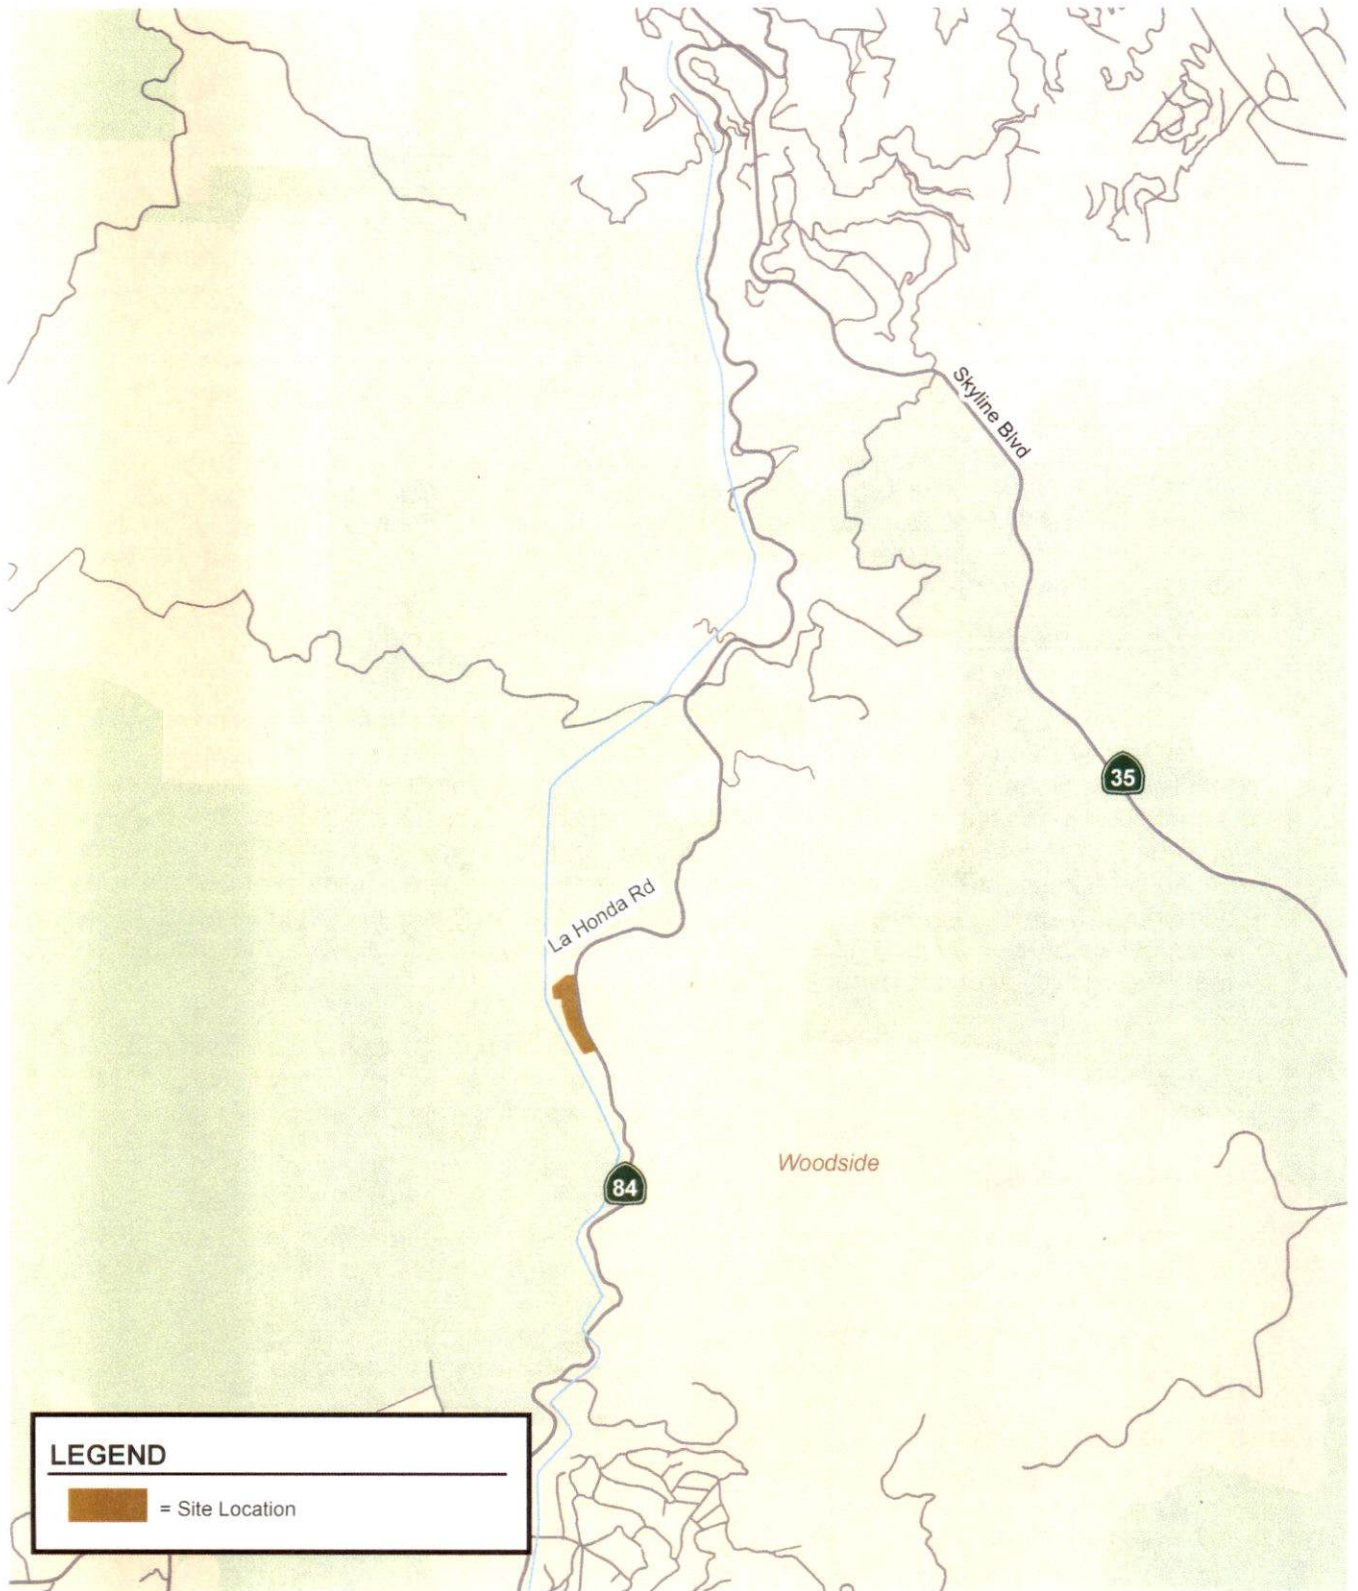 Skyline Blvd
35
La Honda Rd
Woodside
84
LEGEND
= Site Location